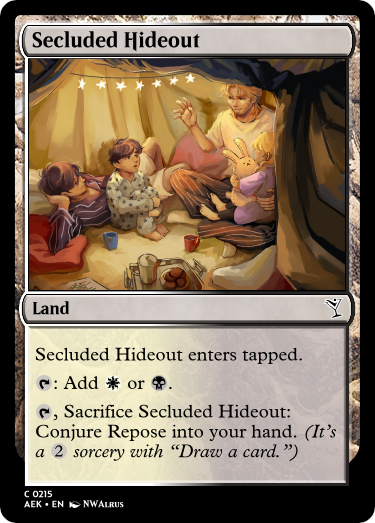 Secluded Hideout
Land
Secluded Hideout enters tapped.
: Add or .
, Sacrifice Secluded Hideout:
Conjure Repose into your hand. (It's
a 2 sorcery with “Draw a card.”)
C 0215
AEK • EN NWALRUS